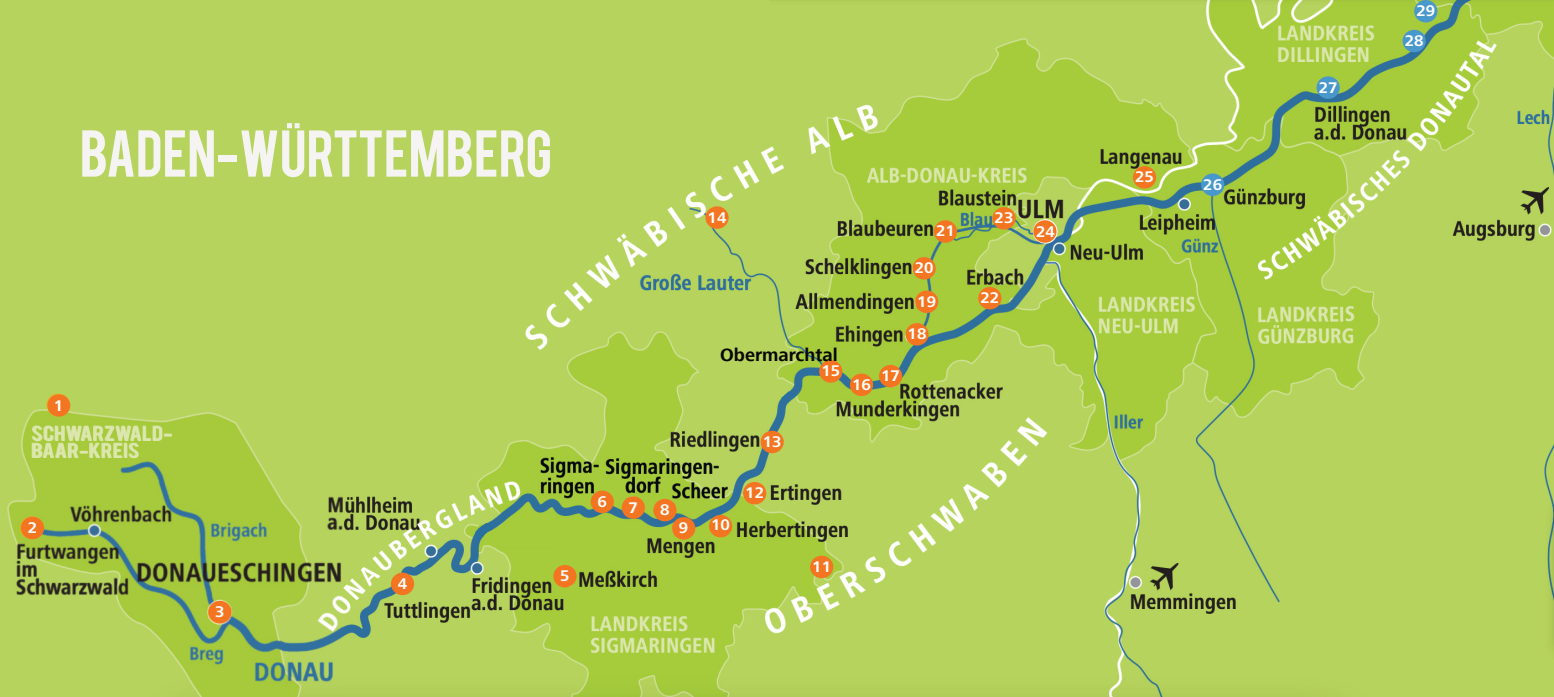 29
LANDKREIS
DILLINGEN
28
27
Dillingen
a.d. Donau
Lech
BADEN-WÜRTTEMBERG
SCHWÄBISCHE ALB
SCHWÄBISCHES DONAUTAL
ALB-DONAU-KREIS
Langenau
25
26
Günzburg
Leipheim
Günz
Augsburg
Blaustein
23
ULM
24
Blau
Blaubeuren
21
Neu-Ulm
14
Große Lauter
Schelklingen
20
Erbach
22
Allmendingen
19
LANDKREIS
NEU-ULM
LANDKREIS
GÜNZBURG
Ehingen
18
Obermarchtal
15
16
17
Rottenacker
Munderkingen
1
SCHWARZWALD-
BAAR-KREIS
Iller
Riedlingen
13
OBERSCHWABEN
Sigma-
ringen
6
Sigmaringen-
dorf
7
Scheer
8
12
Ertingen
9
Mengen
10
Herbertingen
Mühlheim
a.d. Donau
DONAUBERGLAND
Vöhrenbach
2
Furtwangen
im
Schwarzwald
Brigach
DONAUESCHINGEN
3
4
Tuttlingen
Fridingen
a.d. Donau
5
Meßkirch
11
Memmingen
LANDKREIS
SIGMARINGEN
Breg
DONAU